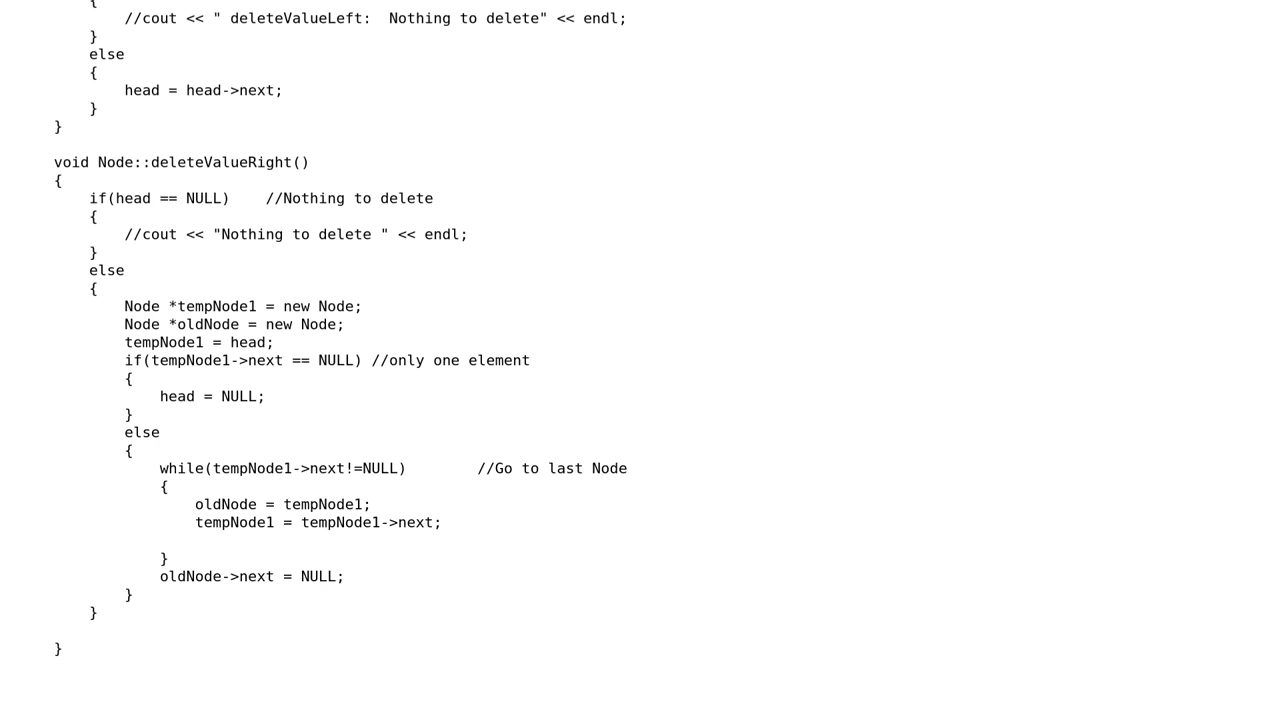 {
        //cout << " deleteValueLeft:  Nothing to delete" << endl;
    }
    else
    {
        head = head->next;
    }
}

void Node::deleteValueRight()
{
    if(head == NULL)    //Nothing to delete
    {
        //cout << "Nothing to delete " << endl;
    }
    else
    {
        Node *tempNode1 = new Node;
        Node *oldNode = new Node;
        tempNode1 = head;
        if(tempNode1->next == NULL) //only one element
        {
            head = NULL;
        }
        else
        {
            while(tempNode1->next!=NULL)        //Go to last Node
            {
                oldNode = tempNode1;
                tempNode1 = tempNode1->next;

            }
            oldNode->next = NULL;
        }
    }

}